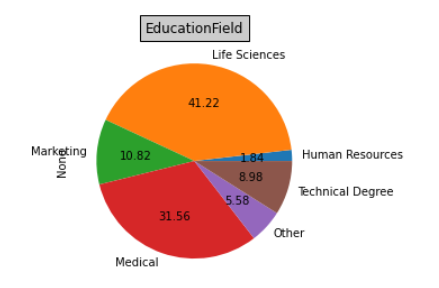 EducationField
Life Sciences
41.22
Marketing
10.82
None
1.84
Human Resources
8.98
Technical Degree
5.58
31.56
Other
Medical